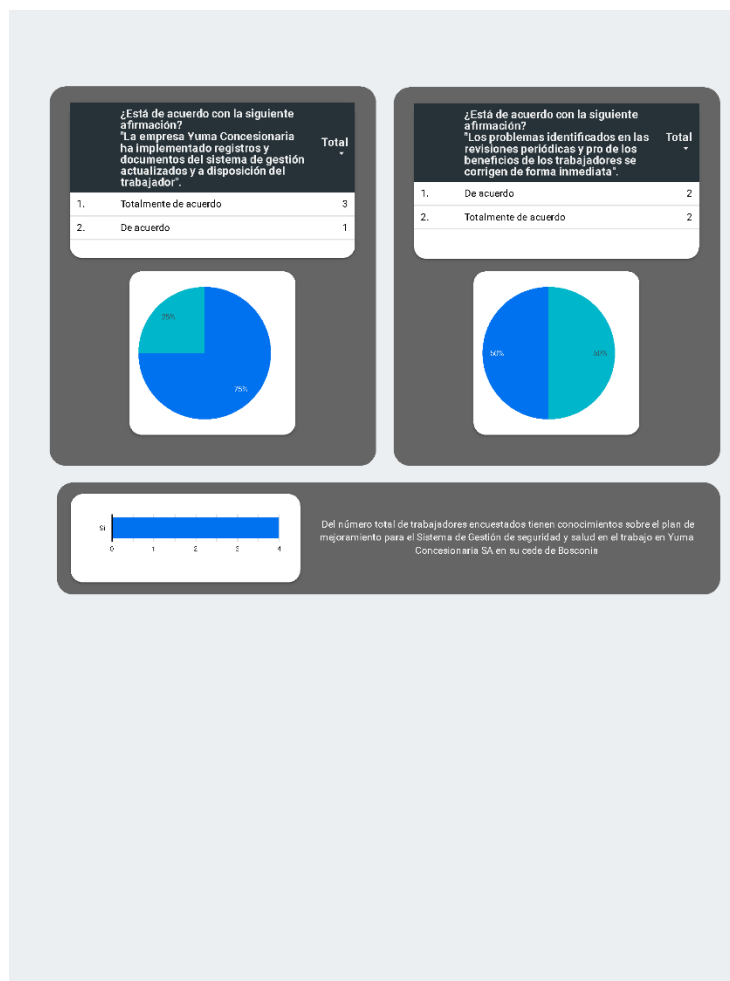 ¿Está de acuerdo con la siguiente
afirmación?
"La empresa Yuma Concesionaria
ha implementado registros y
documentos del sistema de gestión
actualizados y a disposición del
trabajador".
Total
1. Totalmente de acuerdo 3
2. De acuerdo 1
25%
75%
¿Está de acuerdo con la siguiente
afirmación?
"Los problemas identificados en las
revisiones periódicas y pro de los
beneficios de los trabajadores se
corrigen de forma inmediata".
Total
1. De acuerdo 2
2. Totalmente de acuerdo 2
50%
50%
Si
0 1 2 3 4
Del número total de trabajadores encuestados tienen conocimientos sobre el plan de
mejoramiento para el Sistema de Gestión de seguridad y salud en el trabajo en Yuma
Concesionaria SA en su cede de Bosconia